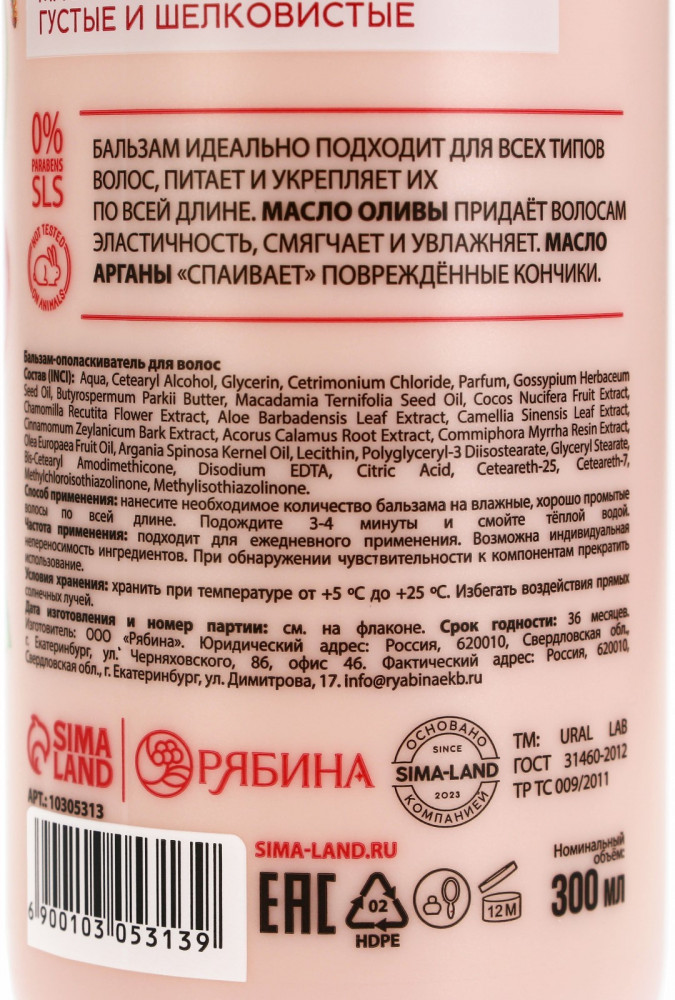 ГУСТЫЕ И ШЕЛКОВИСТЫЕ
0%
PARABENS
SLS
NOT TESTED
ON ANIMALS
БАЛЬЗАМ ИДЕАЛЬНО ПОДХОДИТ ДЛЯ ВСЕХ ТИПОВ
ВОЛОС, ПИТАЕТ И УКРЕПЛЯЕТ ИХ
ПО ВСЕЙ ДЛИНЕ. МАСЛО ОЛИВЫ ПРИДАЁТ ВОЛОСАМ
ЭЛАСТИЧНОСТЬ, СМЯГЧАЕТ И УВЛАЖНЯЕТ. МАСЛО
АРГАНЫ «СПАИВАЕТ» ПОВРЕЖДЁННЫЕ КОНЧИКИ.
Бальзам-ополаскиватель для волос
Состав (INCI): Aqua, Cetearyl Alcohol, Glycerin, Cetrimonium Chloride, Parfum, Gossypium Herbaceum
Seed Oil, Butyrospermum Parkii Butter, Macadamia Ternifolia Seed Oil, Cocos Nucifera Fruit Extract,
Chamomilla Recutita Flower Extract, Aloe Barbadensis Leaf Extract, Camellia Sinensis Leaf Extract,
Cinnamomum Zeylanicum Bark Extract, Acorus Calamus Root Extract, Commiphora Myrrha Resin Extract,
Olea Europaea Fruit Oil, Argania Spinosa Kernel Oil, Lecithin, Polyglyceryl-3 Diisostearate, Glyceryl Stearate,
Bis-Cetearyl Amodimethicone, Disodium EDTA, Citric Acid, Ceteareth-25, Ceteareth-7,
Methylchloroisothiazolinone, Methylisothiazolinone.
Способ применения: нанесите необходимое количество бальзама на влажные, хорошо промытые
волосы по всей длине. Подождите 3-4 минуты и смойте тёплой водой.
Частота применения: подходит для ежедневного применения. Возможна индивидуальная
непереносимость ингредиентов. При обнаружении чувствительности к компонентам прекратить
использование.
Условия хранения: хранить при температуре от +5 ºС до +25 ºС. Избегать воздействия прямых
солнечных лучей.
Дата изготовления и номер партии: см. на флаконе. Срок годности: 36 месяцев.
Изготовитель: ООО «Рябина». Юридический адрес: Россия, 620010, Свердловская обл.,
г. Екатеринбург, ул. Черняховского, 86, офис 46. Фактический адрес: Россия, 620010,
Свердловская обл., г. Екатеринбург, ул. Димитрова, 17. info@ryabinaekb.ru
SIMA
LAND
РЯБИНА
ОСНОВАНО
SINCE
SIMA-LAND
2023
КОМПАНИЕЙ
ТМ: URAL LAB
ГОСТ 31460-2012
ТР ТС 009/2011
АРТ.: 10305313
6 900103 053139
SIMA-LAND.RU
EAC
02
HDPE
12 M
Номинальный
объём:
300 МЛ